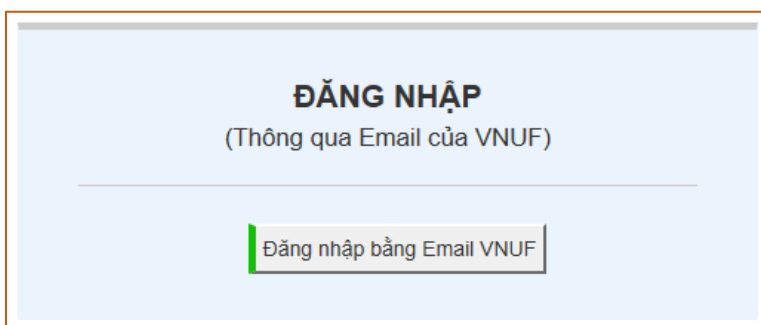 ĐĂNG NHẬP
(Thông qua Email của VNUF)
Đăng nhập bằng Email VNUF